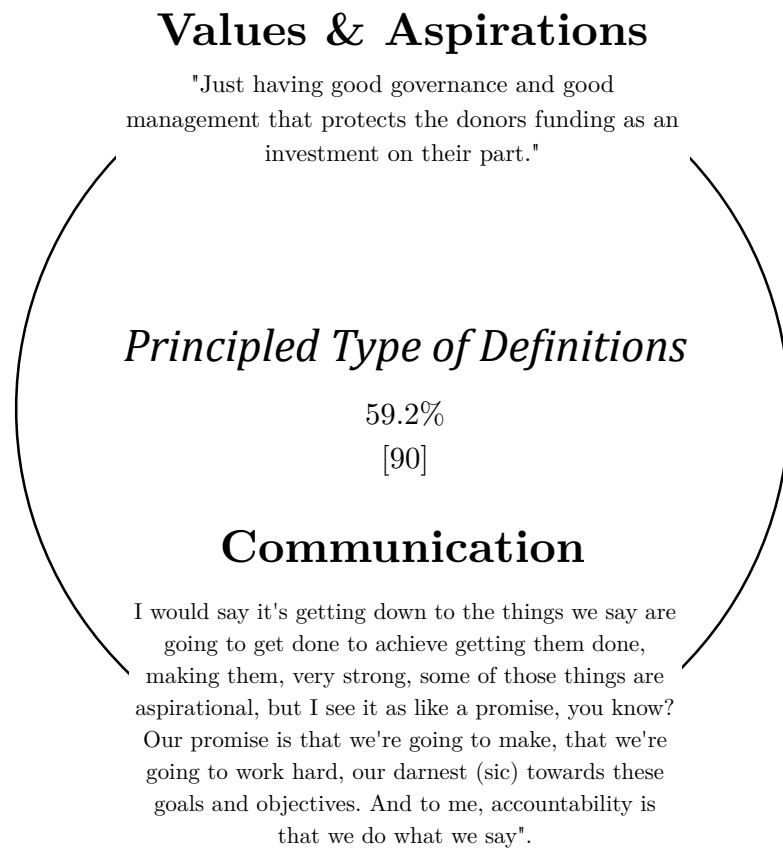 Values & Aspirations
"Just having good governance and good
management that protects the donors funding as an
investment on their part."
Principled Type of Definitions
59.2%
[90]
Communication
I would say it's getting down to the things we say are
going to get done to achieve getting them done,
making them, very strong, some of those things are
aspirational, but I see it as like a promise, you know?
Our promise is that we're going to make, that we're
going to work hard, our darnest (sic) towards these
goals and objectives. And to me, accountability is
that we do what we say".